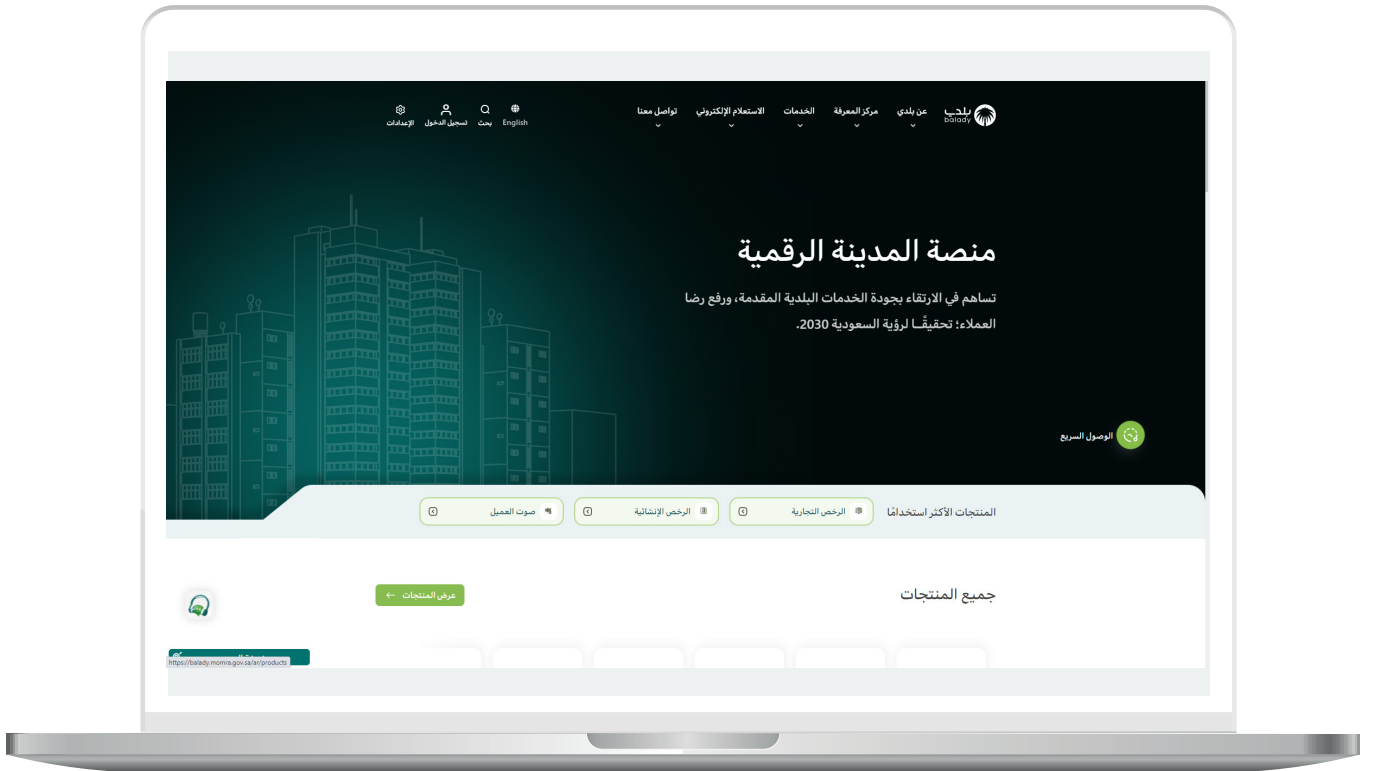 بلدي
balady
عن بلدي
مركز المعرفة
الخدمات
الاستعلام الإلكتروني
تواصل معنا
English
بحث
تسجيل الدخول
الإعدادات
منصة المدينة الرقمية
تساهم في الارتقاء بجودة الخدمات البلدية المقدمة، ورفع رضا
العملاء؛ تحقيقًـا لرؤية السعودية 2030.
الوصول السريع
المنتجات الأكثر استخدامًا
الرخص التجارية
الرخص الإنشائية
صوت العميل
جميع المنتجات
عرض المنتجات
https://balady.momra.gov.sa/ar/products